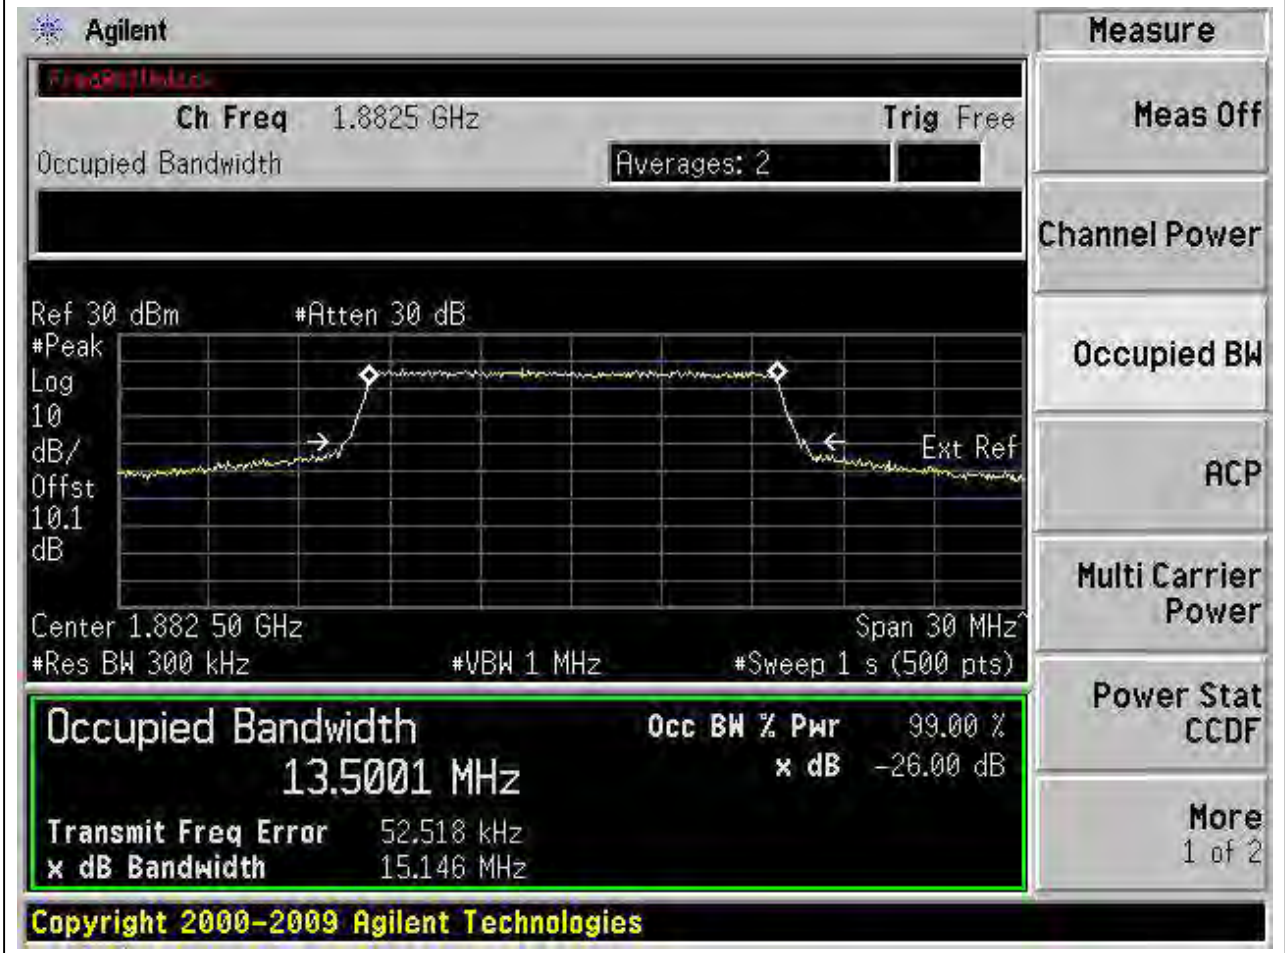 Agilent
Measure
Ch Freq 1.8825 GHz Trig Free
Occupied Bandwidth Averages: 2
Meas Off
Channel Power
Occupied BW
ACP
Multi Carrier
Power
Power Stat
CCDF
More
1 of 2
Ref 30 dBm #Atten 30 dB
#Peak
Log
10
dB/
Offst
10.1
dB
Ext Ref
Center 1.882 50 GHz Span 30 MHz
#Res BW 300 kHz #VBW 1 MHz #Sweep 1 s (500 pts)
Occupied Bandwidth
13.5001 MHz
Occ BW % Pwr 99.00 %
x dB -26.00 dB
Transmit Freq Error 52.518 kHz
x dB Bandwidth 15.146 MHz
Copyright 2000-2009 Agilent Technologies